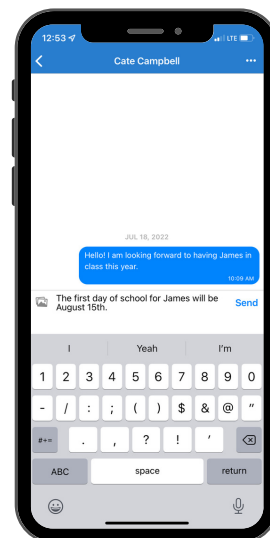 12:53 LTE
Cate Campbell
JUL 18, 2022
Hello! I am looking forward to having James in
class this year.
10:09 AM
The first day of school for James will be
August 15th.
Send
I Yeah I'm
1 2 3 4 5 6 7 8 9 0
- / : ; ( ) $ & @ "
#+= . , ? ! '
ABC space return